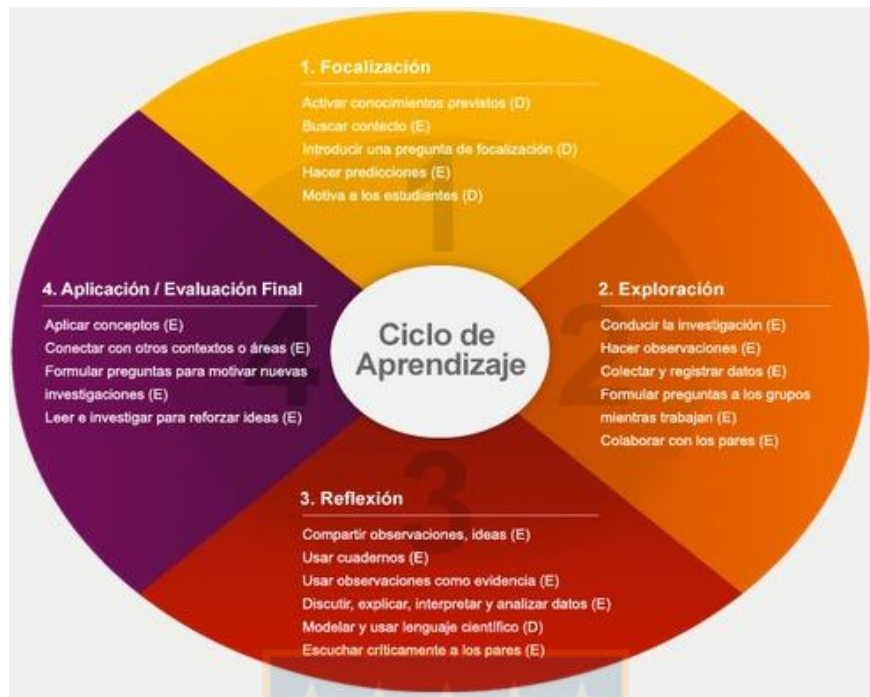 1. Focalización
Activar conocimientos previstos (D)
Buscar contecto (E)
Introducir una pregunta de focalización (D)
Hacer predicciones (E)
Motiva a los estudiantes (D)
1
2. Exploración
Conducir la investigación (E)
Hacer observaciones (E)
Colectar y registrar datos (E)
Formular preguntas a los grupos
mientras trabajan (E)
Colaborar con los pares (E)
2
3. Reflexión
Compartir observaciones, ideas (E)
Usar cuadernos (E)
Usar observaciones como evidencia (E)
Discutir, explicar, interpretar y analizar datos (E)
Modelar y usar lenguaje científico (D)
Escuchar críticamente a los pares (E)
3
4. Aplicación / Evaluación Final
Aplicar conceptos (E)
Conectar con otros contextos o áreas (E)
Formular preguntas para motivar nuevas
investigaciones (E)
Leer e investigar para reforzar ideas (E)
4
Ciclo de
Aprendizaje